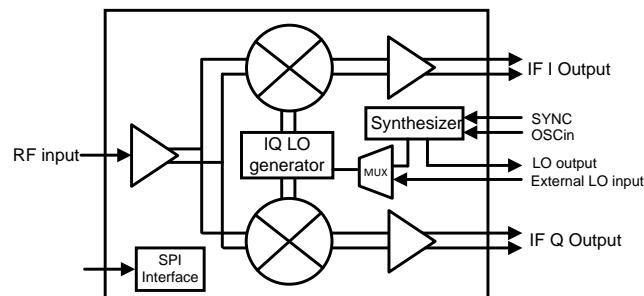 IF I Output
Synthesizer
SYNC
OSCin
IQ LO
generator
RF input
MUX
LO output
External LO input
IF Q Output
SPI
Interface